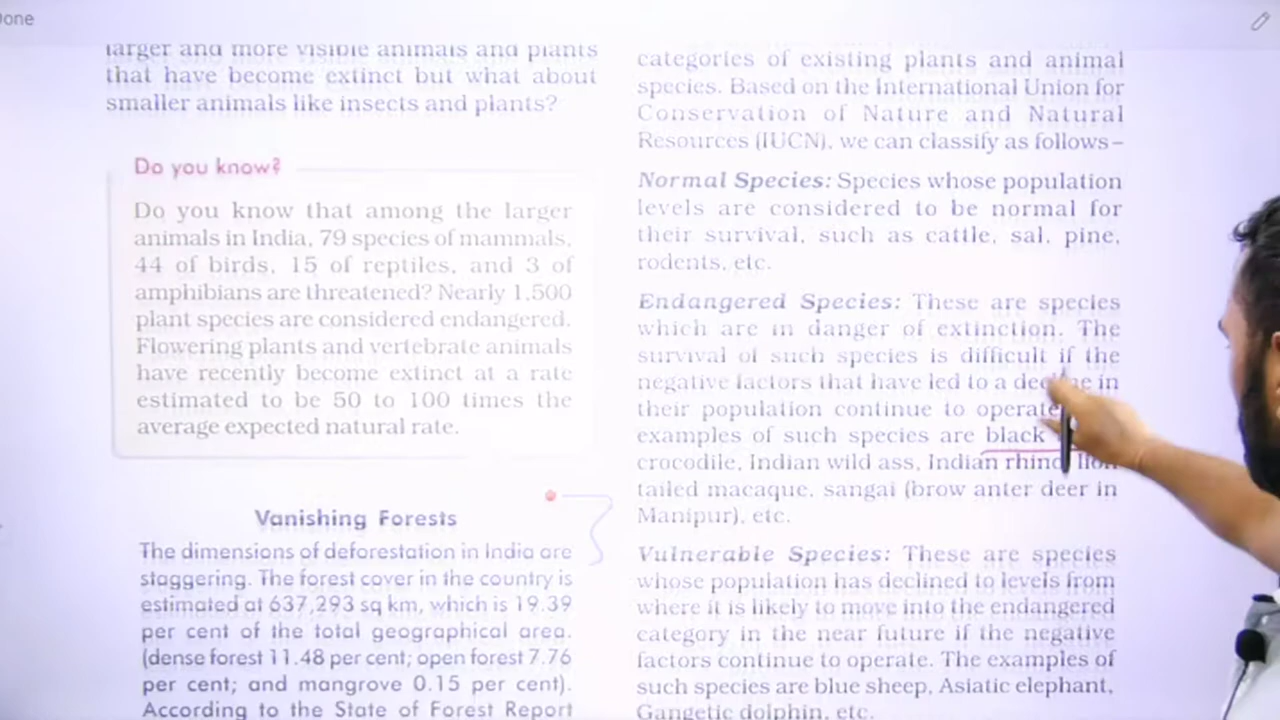 Done
larger and more visible animals and plants
that have become extinct but what about
smaller animals like insects and plants?
Do you know?
Do you know that among the larger
animals in India, 79 species of mammals,
44 of birds, 15 of reptiles, and 3 of
amphibians are threatened? Nearly 1,500
plant species are considered endangered.
Flowering plants and vertebrate animals
have recently become extinct at a rate
estimated to be 50 to 100 times the
average expected natural rate.
Vanishing Forests
The dimensions of deforestation in India are
staggering. The forest cover in the country is
estimated at 637,293 sq km, which is 19.39
per cent of the total geographical area.
(dense forest 11.48 per cent; open forest 7.76
per cent; and mangrove 0.15 per cent).
According to the State of Forest Report
categories of existing plants and animal
species. Based on the International Union for
Conservation of Nature and Natural
Resources (IUCN), we can classify as follows–
Normal Species: Species whose population
levels are considered to be normal for
their survival, such as cattle, sal, pine,
rodents, etc.
Endangered Species: These are species
which are in danger of extinction. The
survival of such species is difficult if the
negative factors that have led to a decline in
their population continue to operate
examples of such species are black
crocodile, Indian wild ass, Indian rhino lion
tailed macaque, sangai (brow anter deer in
Manipur), etc.
Vulnerable Species: These are species
whose population has declined to levels from
where it is likely to move into the endangered
category in the near future if the negative
factors continue to operate. The examples of
such species are blue sheep, Asiatic elephant,
Gangetic dolphin, etc.